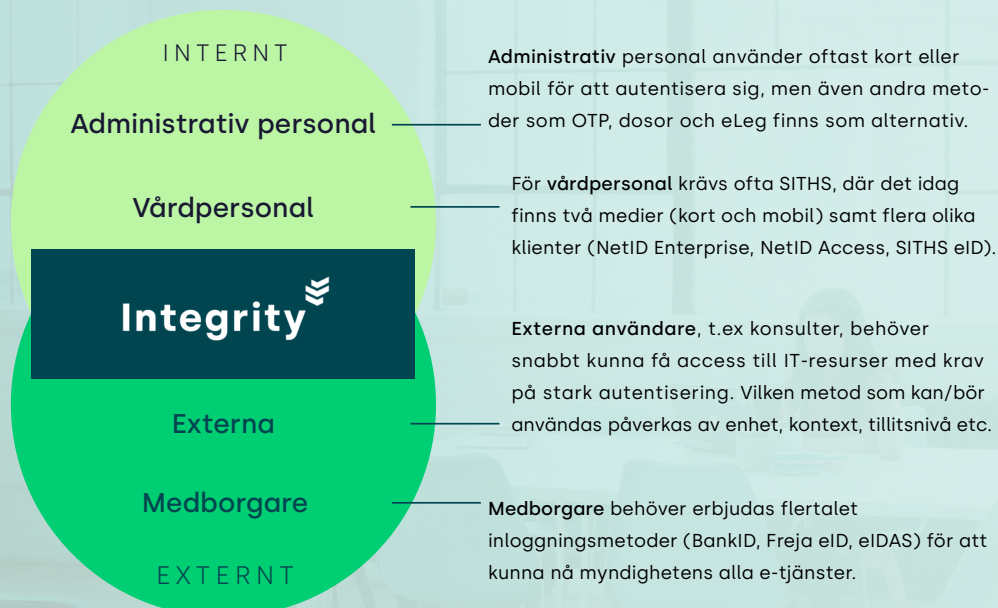 INTERNT
Administrativ personal
Vårdpersonal
Integrity
Externa
Medborgare
EXTERNT
Administrativ personal använder oftast kort eller
mobil för att autentisera sig, men även andra meto-
der som OTP, dosor och eLeg finns som alternativ.
För vårdpersonal krävs ofta SITHS, där det idag
finns två medier (kort och mobil) samt flera olika
klienter (NetID Enterprise, NetID Access, SITHS eID).
Externa användare, t.ex konsulter, behöver
snabbt kunna få access till IT-resurser med krav
på stark autentisering. Vilken metod som kan/bör
användas påverkas av enhet, kontext, tillitsnivå etc.
Medborgare behöver erbjudas flertalet
inloggningsmetoder (BankID, Freja eID, eIDAS) för att
kunna nå myndighetens alla e-tjänster.